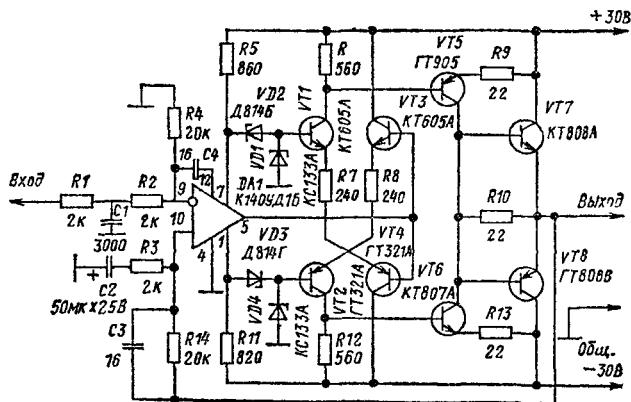 +30В
R5
860
R
560
VT5
ГТ905
R9
22
VD2
Д814Б
VT1
КТ605А
VT3
КТ605А
VT7
КТ808А
R4
20к
16
C4
VD1
КС133А
R7
240
R8
240
Вход
R1
2к
R2
2к
9
12
7
DA1
К140УД1Б
R10
22
Выход
C1
3000
10
5
R3
2к
4
1
VD3
Д814Г
VT4
ГТ321А
VT6
КТ807А
VT8
ГТ808В
+
C2
50мк×25В
VD4
КС133А
VT2
ГТ321А
R13
22
C3
16
R14
20к
R11
820
R12
560
Общ.
−30В